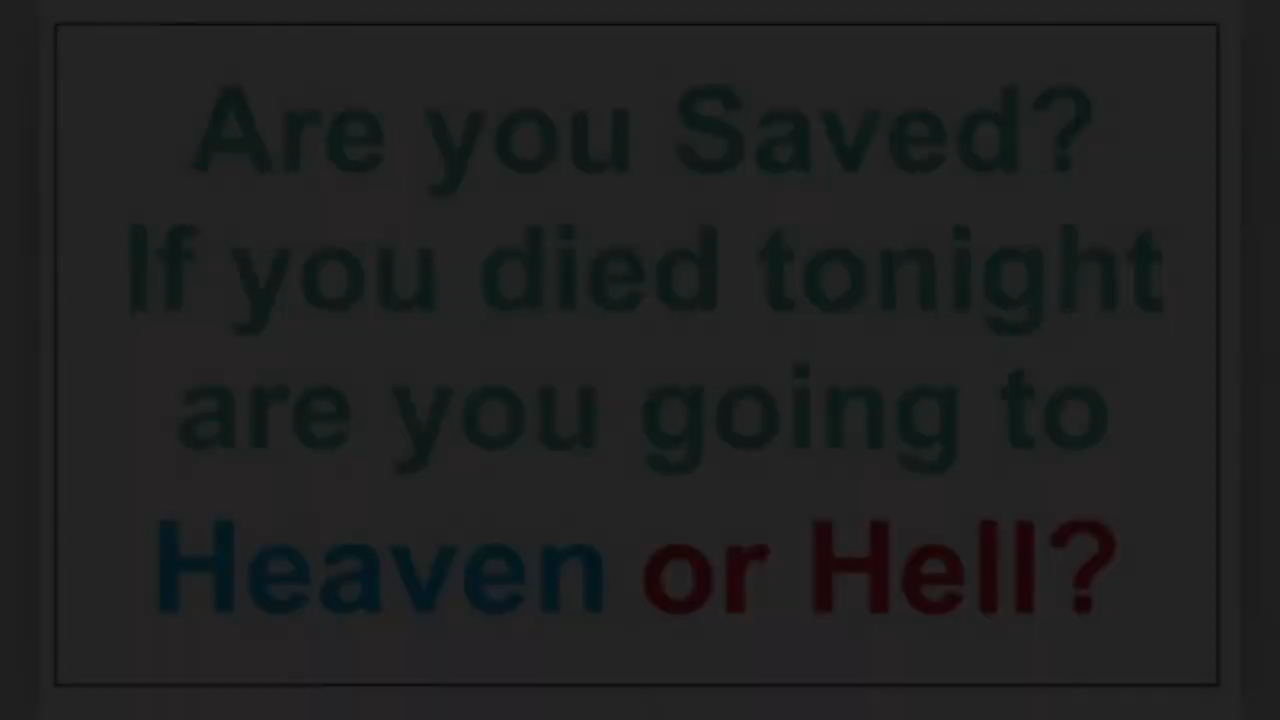 Are you Saved?
If you died tonight
are you going to
Heaven or Hell?